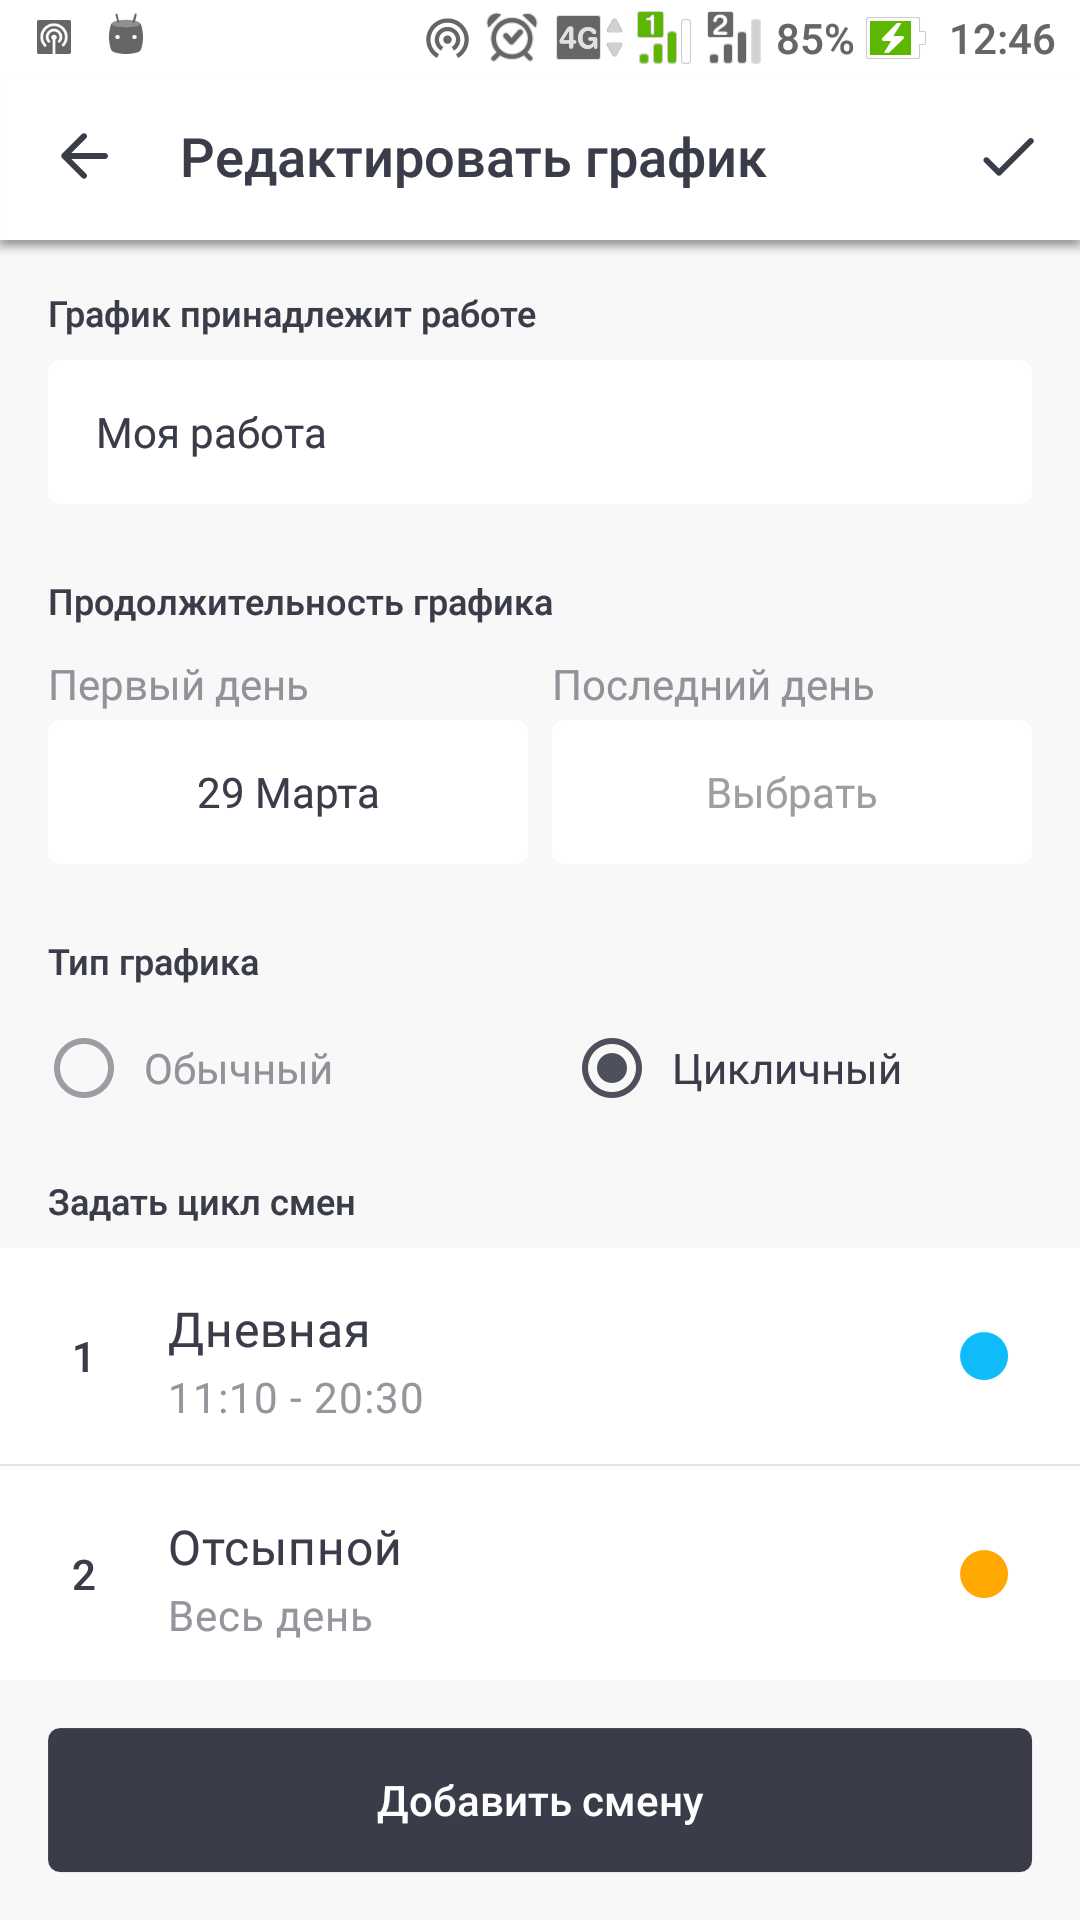 4G 1 2 85% 12:46
Редактировать график
График принадлежит работе
Моя работа
Продолжительность графика
Первый день Последний день
29 Марта Выбрать
Тип графика
Обычный Цикличный
Задать цикл смен
1 Дневная
11:10 - 20:30
2 Отсыпной
Весь день
Добавить смену